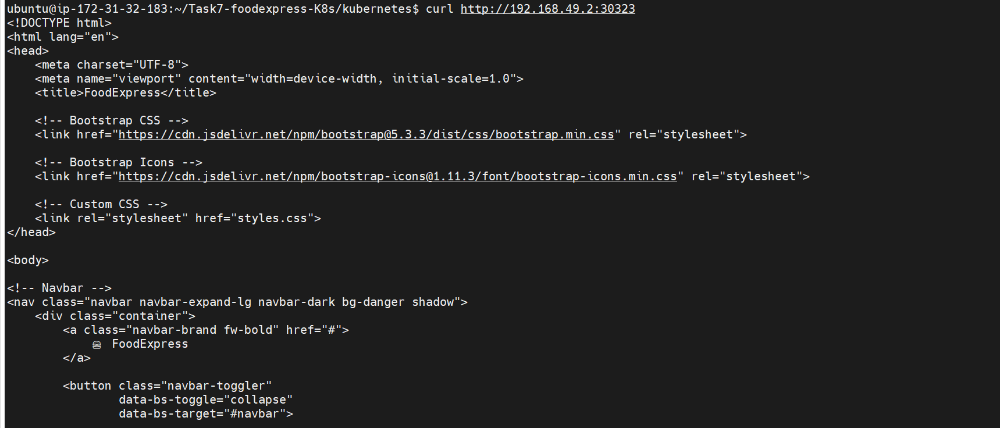 ubuntu@ip-172-31-32-183:~/Task7-foodexpress-K8s/kubernetes$ curl http://192.168.49.2:30323
<!DOCTYPE html>
<html lang="en">
<head>
    <meta charset="UTF-8">
    <meta name="viewport" content="width=device-width, initial-scale=1.0">
    <title>FoodExpress</title>

    <!-- Bootstrap CSS -->
    <link href="https://cdn.jsdelivr.net/npm/bootstrap@5.3.3/dist/css/bootstrap.min.css" rel="stylesheet">

    <!-- Bootstrap Icons -->
    <link href="https://cdn.jsdelivr.net/npm/bootstrap-icons@1.11.3/font/bootstrap-icons.min.css" rel="stylesheet">

    <!-- Custom CSS -->
    <link rel="stylesheet" href="styles.css">
</head>

<body>

<!-- Navbar -->
<nav class="navbar navbar-expand-lg navbar-dark bg-danger shadow">
    <div class="container">
        <a class="navbar-brand fw-bold" href="#">
            🍔 FoodExpress
        </a>

        <button class="navbar-toggler"
                data-bs-toggle="collapse"
                data-bs-target="#navbar">